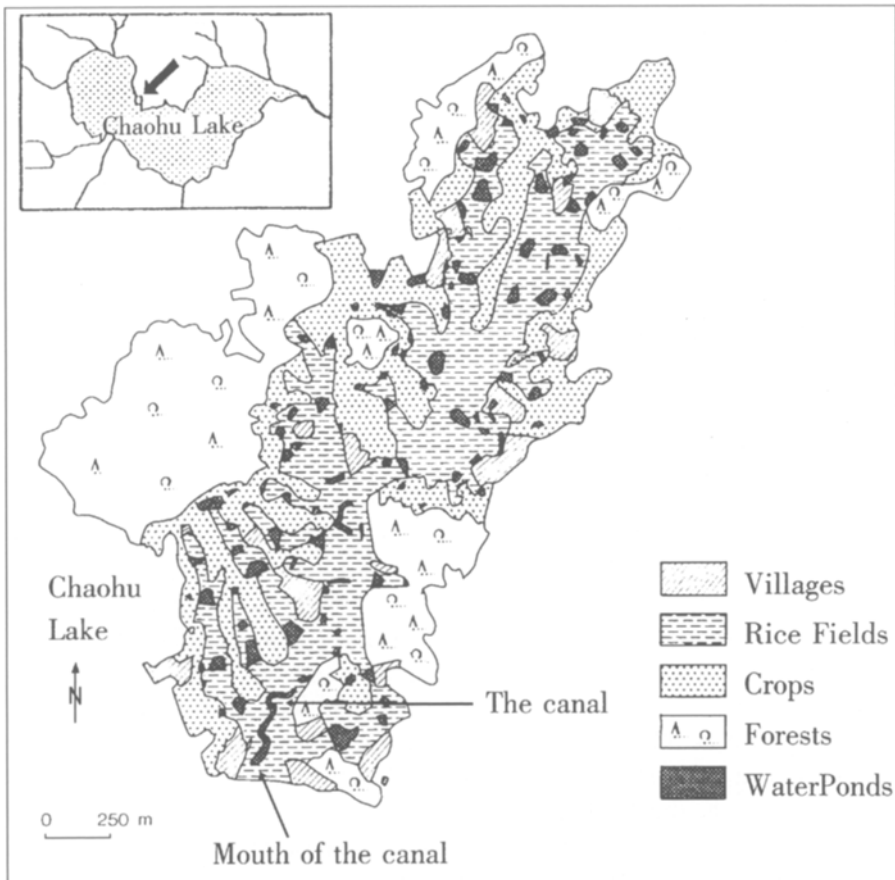 Chaohu Lake
Chaohu
Lake
N
Villages
Rice Fields
Crops
Forests
WaterPonds
The canal
0 250 m
Mouth of the canal